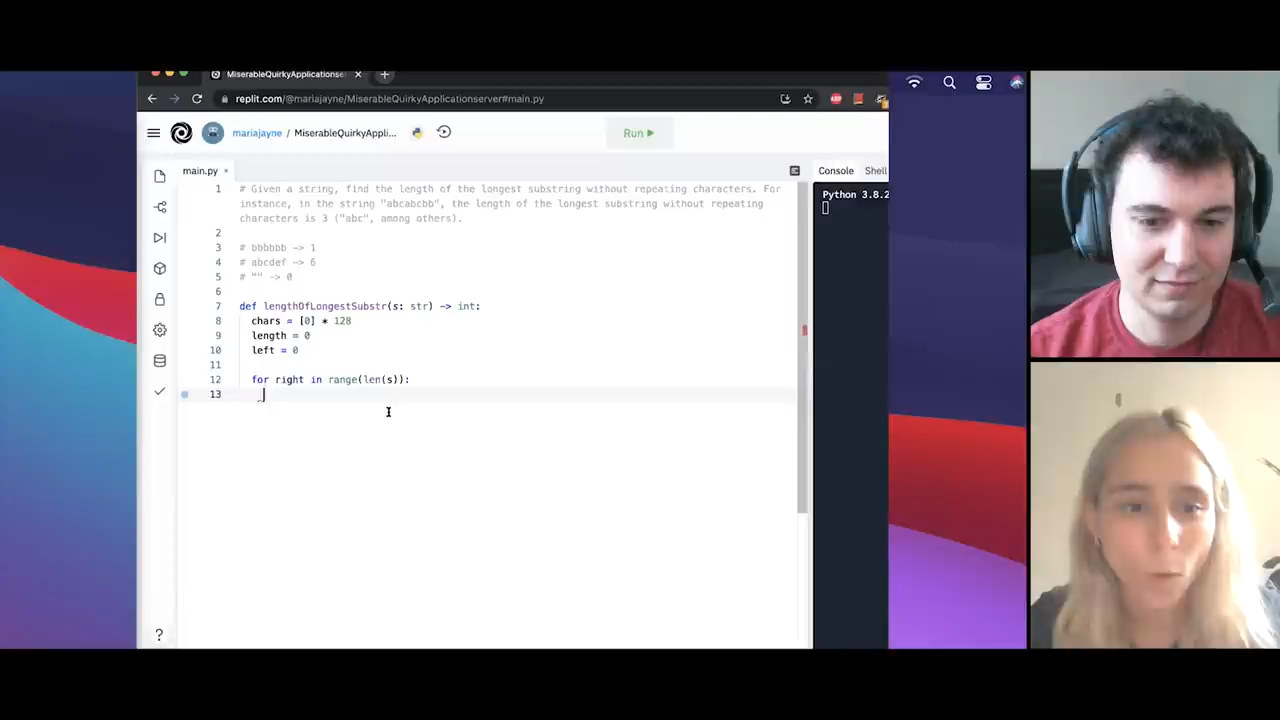 MiserableQuirkyApplicationse
replit.com/@mariajayne/MiserableQuirkyApplicationserver#main.py
mariajayne / MiserableQuirkyAppli...
Run
main.py
Console
Shell
1 # Given a string, find the length of the longest substring without repeating characters. For
instance, in the string "abcabcbb", the length of the longest substring without repeating
characters is 3 ("abc", among others).
2
3 # bbbbbb -> 1
4 # abcdef -> 6
5 # "" -> 0
6
7 def lengthOfLongestSubstr(s: str) -> int:
8 chars = [0] * 128
9 length = 0
10 left = 0
11
12 for right in range(len(s)):
13
Python 3.8.2
?